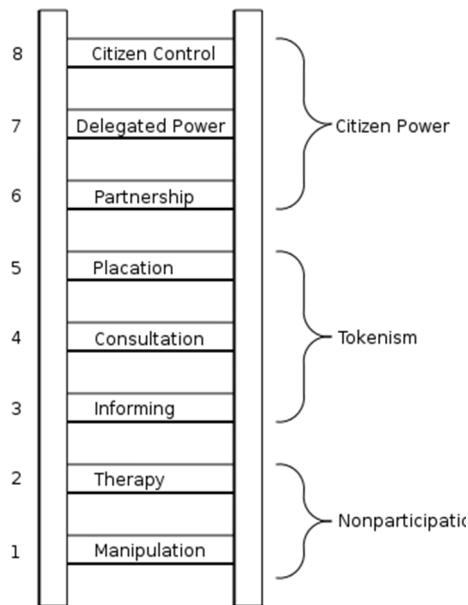 8 Citizen Control
7 Delegated Power
Citizen Power
6 Partnership
5 Placation
4 Consultation
Tokenism
3 Informing
2 Therapy
Nonparticipatio
1 Manipulation